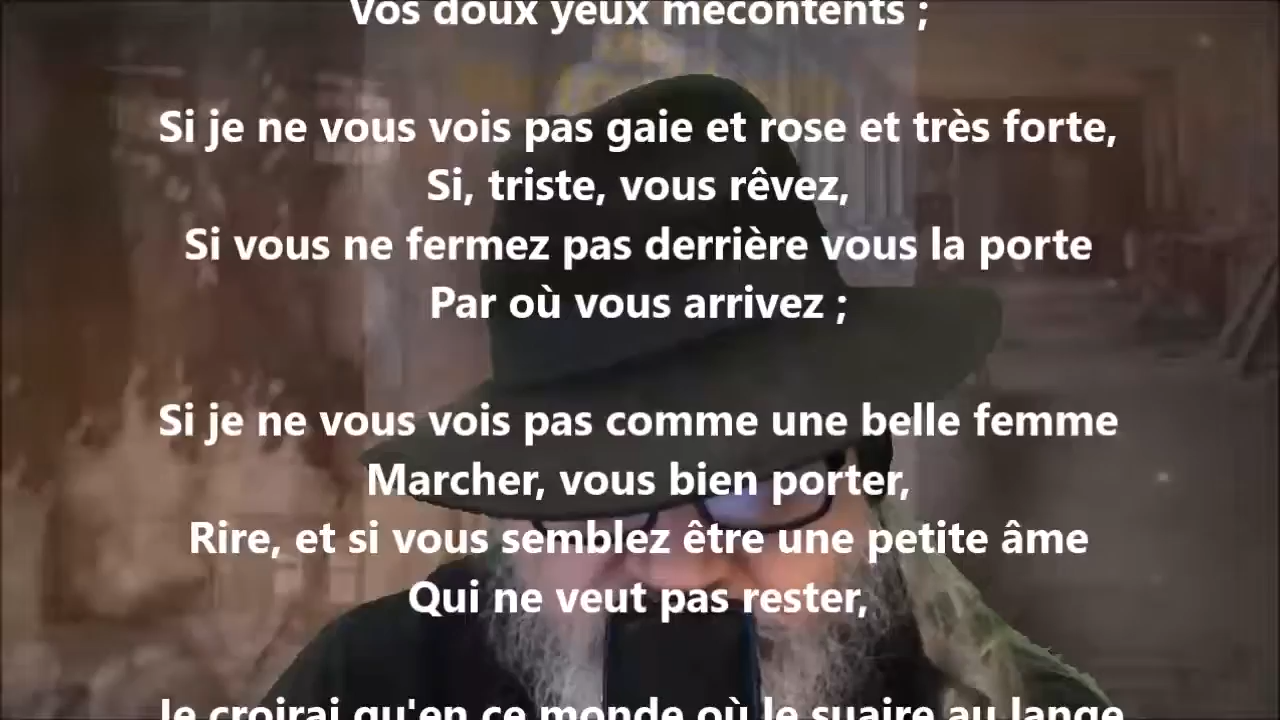 Vos doux yeux mécontents ;
Si je ne vous vois pas gaie et rose et très forte,
Si, triste, vous rêvez,
Si vous ne fermez pas derrière vous la porte
Par où vous arrivez ;
Si je ne vous vois pas comme une belle femme
Marcher, vous bien porter,
Rire, et si vous semblez être une petite âme
Qui ne veut pas rester,
Je croirai qu'en ce monde où le suaire au lange